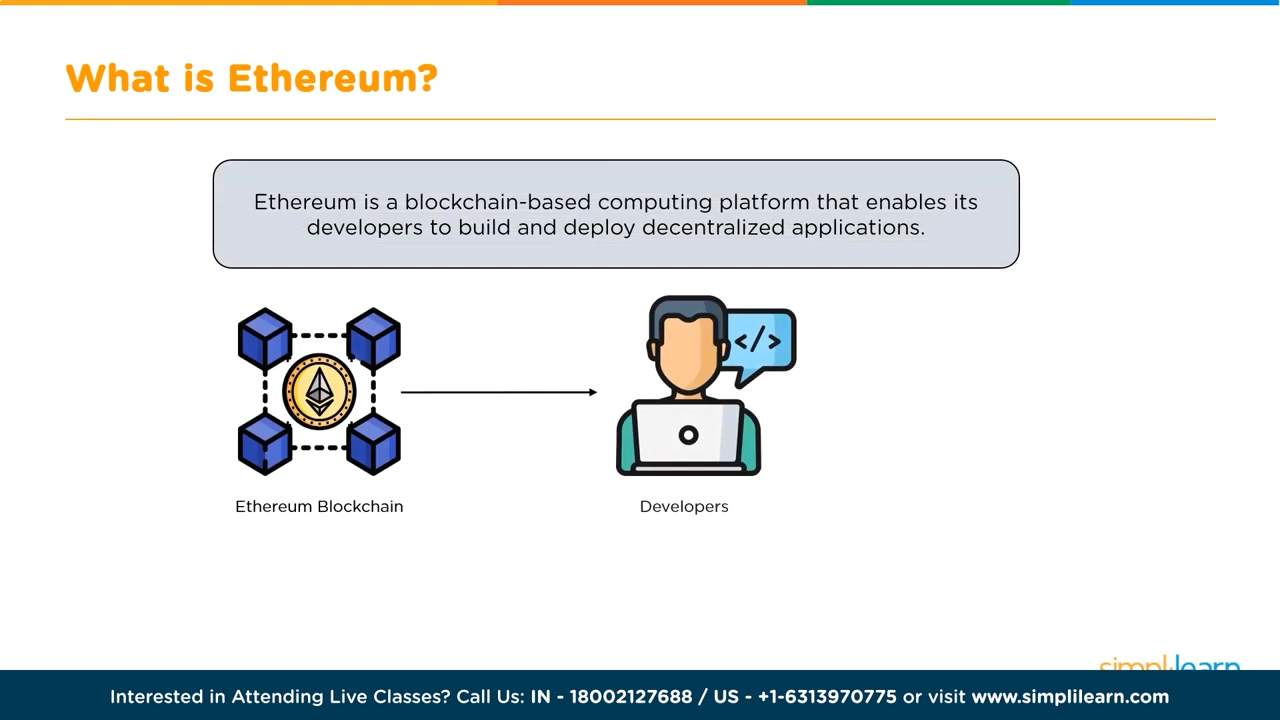 What is Ethereum?
Ethereum is a blockchain-based computing platform that enables its
developers to build and deploy decentralized applications.
</>
Ethereum Blockchain
Developers
simplilearn
Interested in Attending Live Classes? Call Us: IN - 18002127688 / US - +1-6313970775 or visit www.simplilearn.com